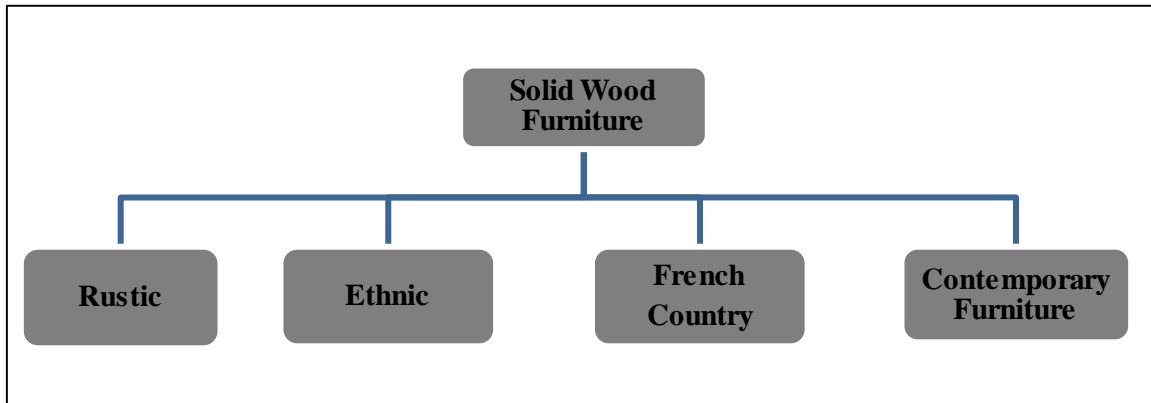 Solid Wood
Furniture
Rustic
Ethnic
French
Country
Contemporary
Furniture